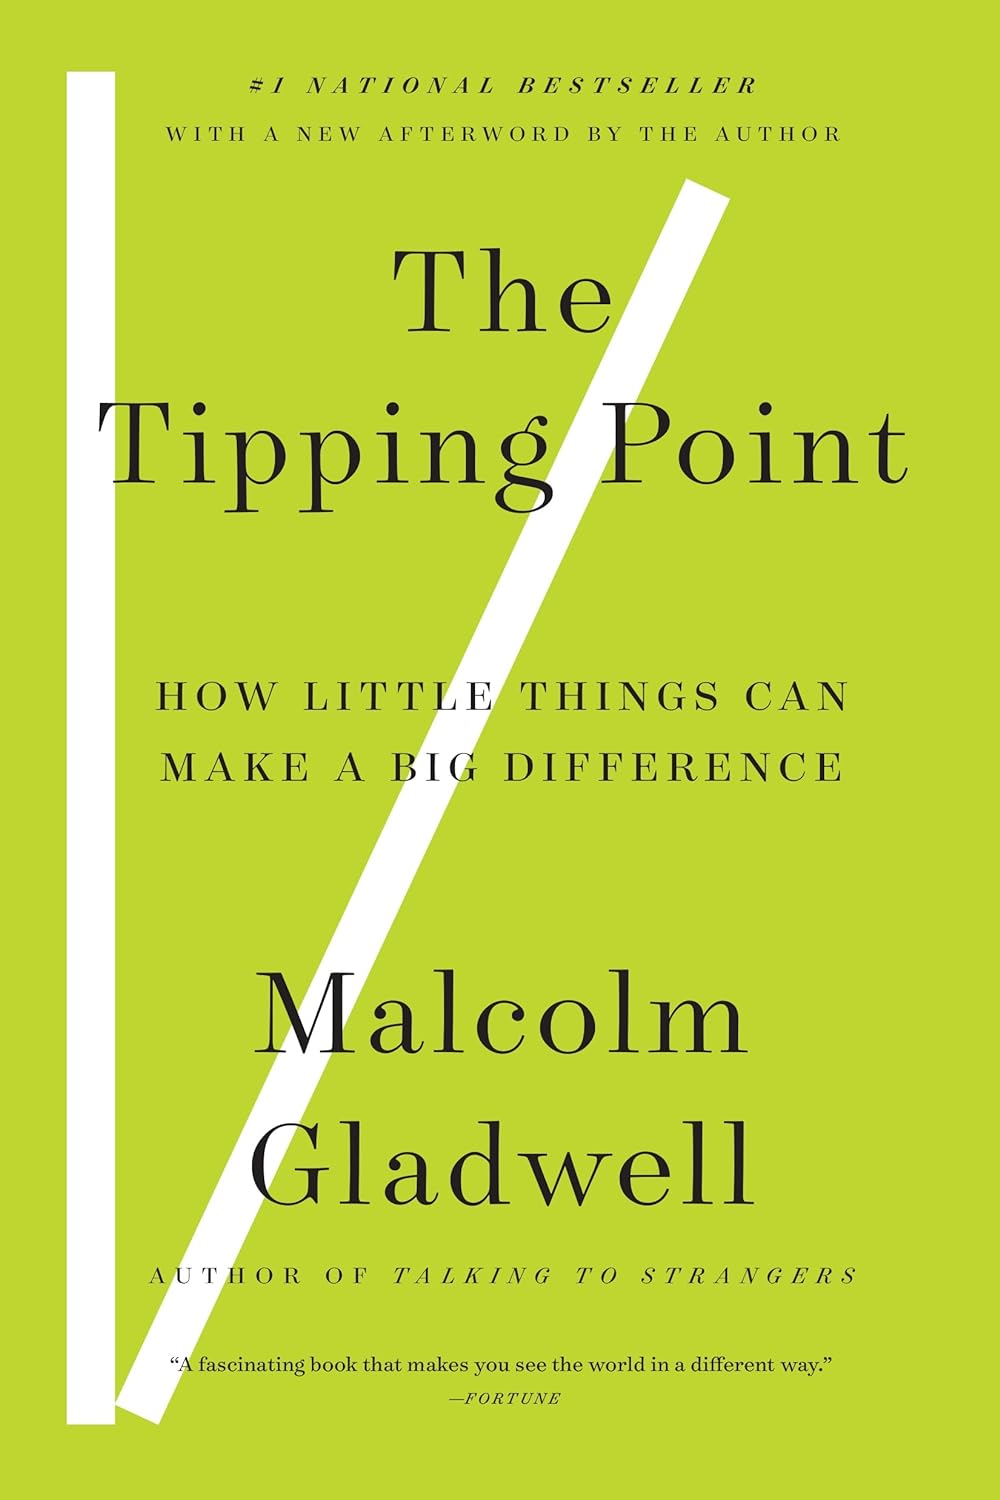 #1 NATIONAL BESTSELLER
WITH A NEW AFTERWORD BY THE AUTHOR
The
Tipping Point
HOW LITTLE THINGS CAN
MAKE A BIG DIFFERENCE
Malcolm
Gladwell
AUTHOR OF TALKING TO STRANGERS
“A fascinating book that makes you see the world in a different way.”
—FORTUNE